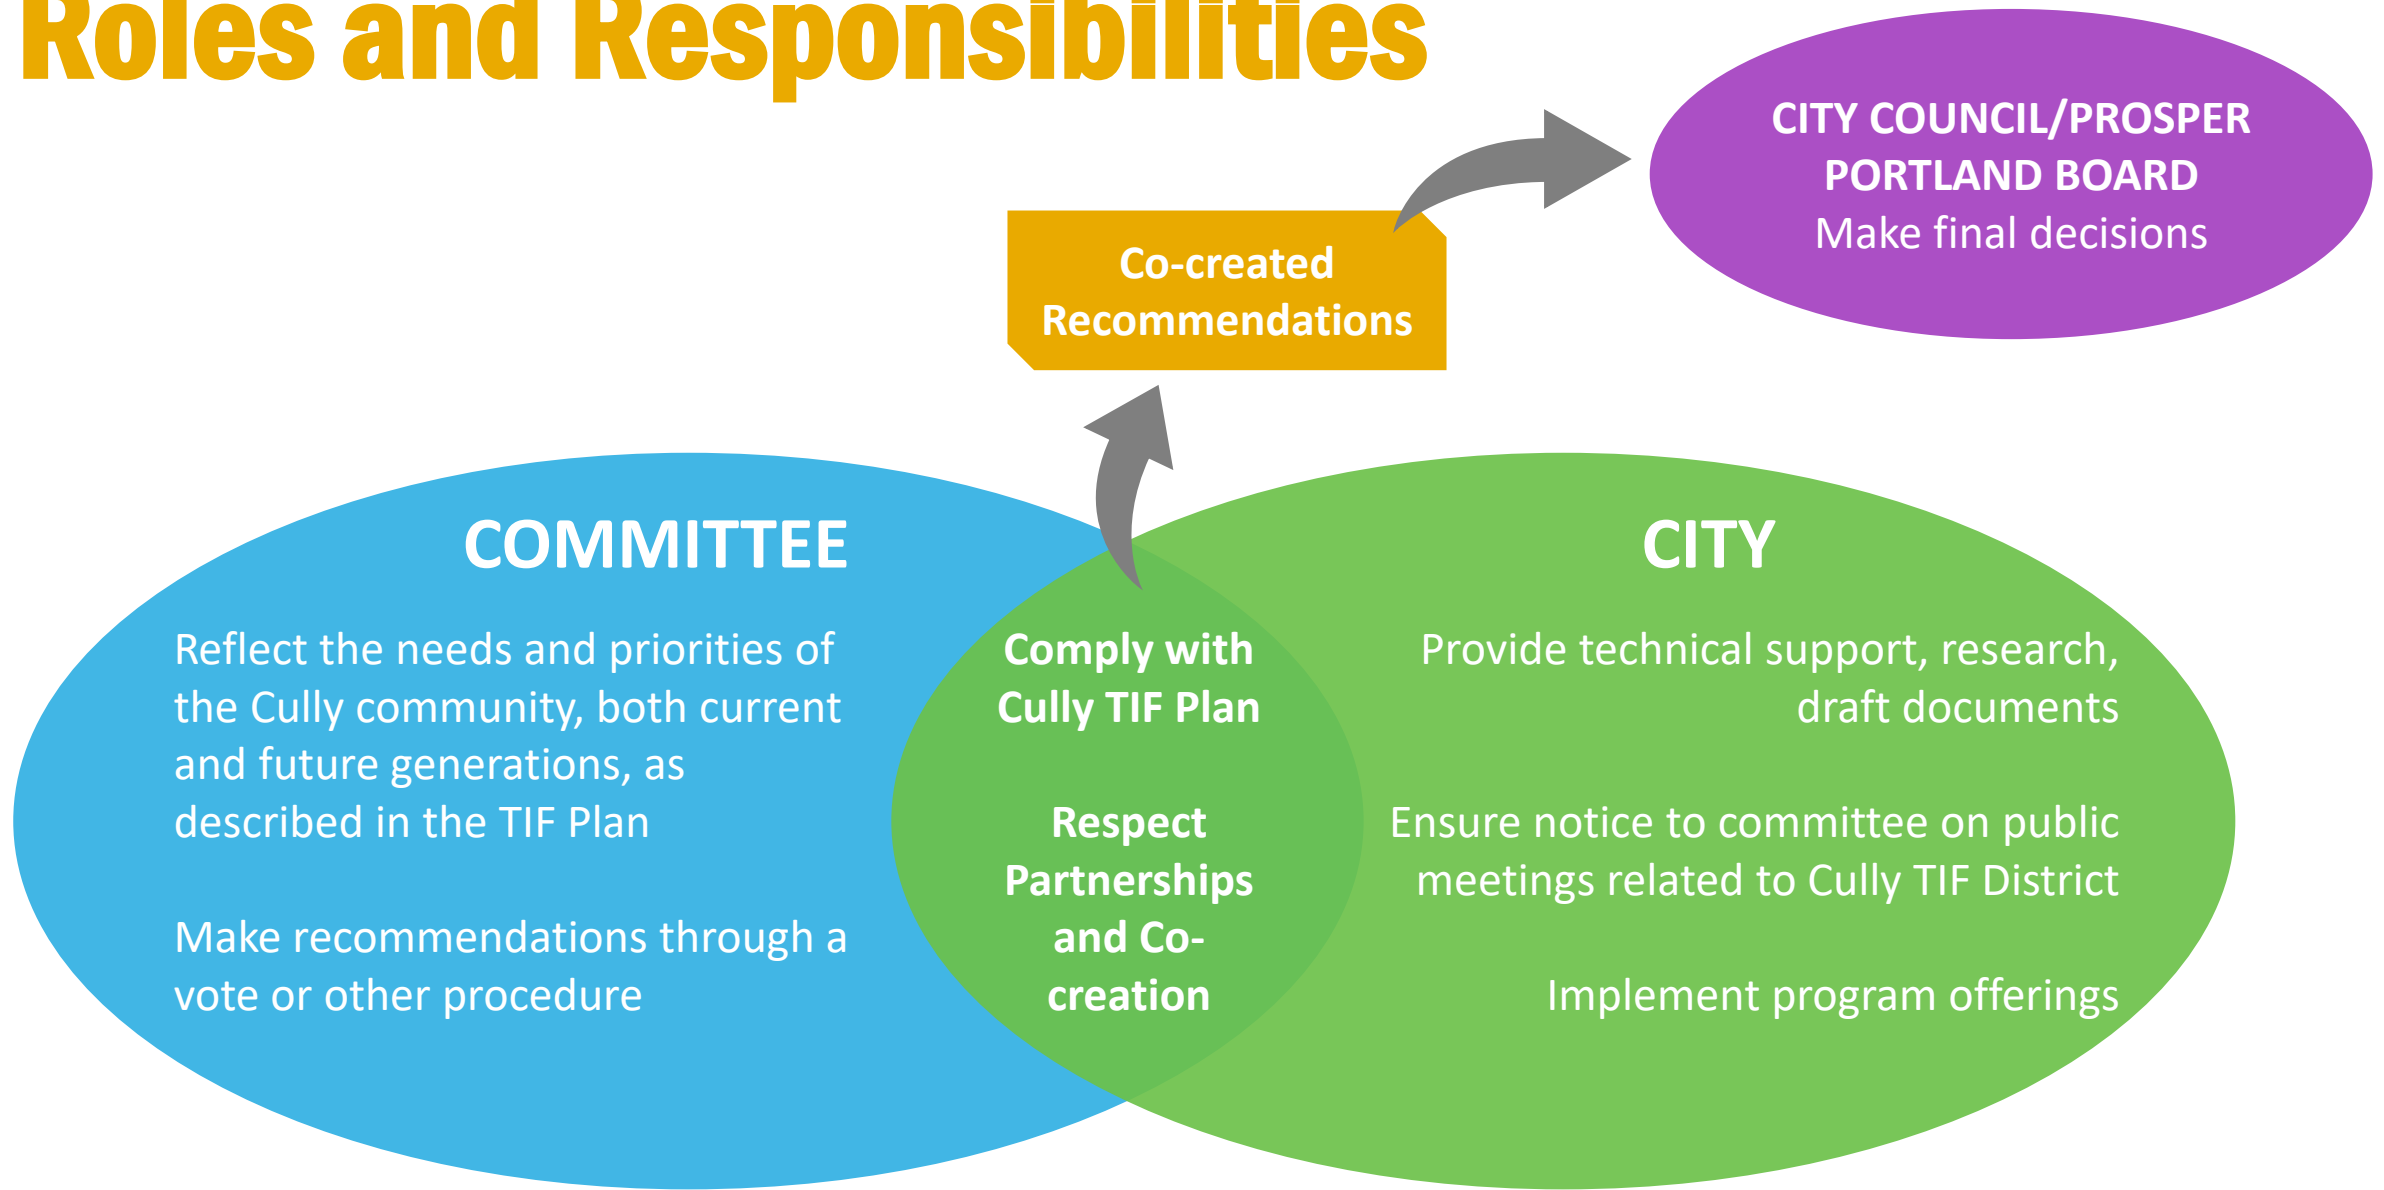 Roles and Responsibilities
CITY COUNCIL/PROSPER
PORTLAND BOARD
Make final decisions
Co-created
Recommendations
COMMITTEE
Reflect the needs and priorities of
the Cully community, both current
and future generations, as
described in the TIF Plan
Make recommendations through a
vote or other procedure
Comply with
Cully TIF Plan
Respect
Partnerships
and Co-
creation
CITY
Provide technical support, research,
draft documents
Ensure notice to committee on public
meetings related to Cully TIF District
Implement program offerings